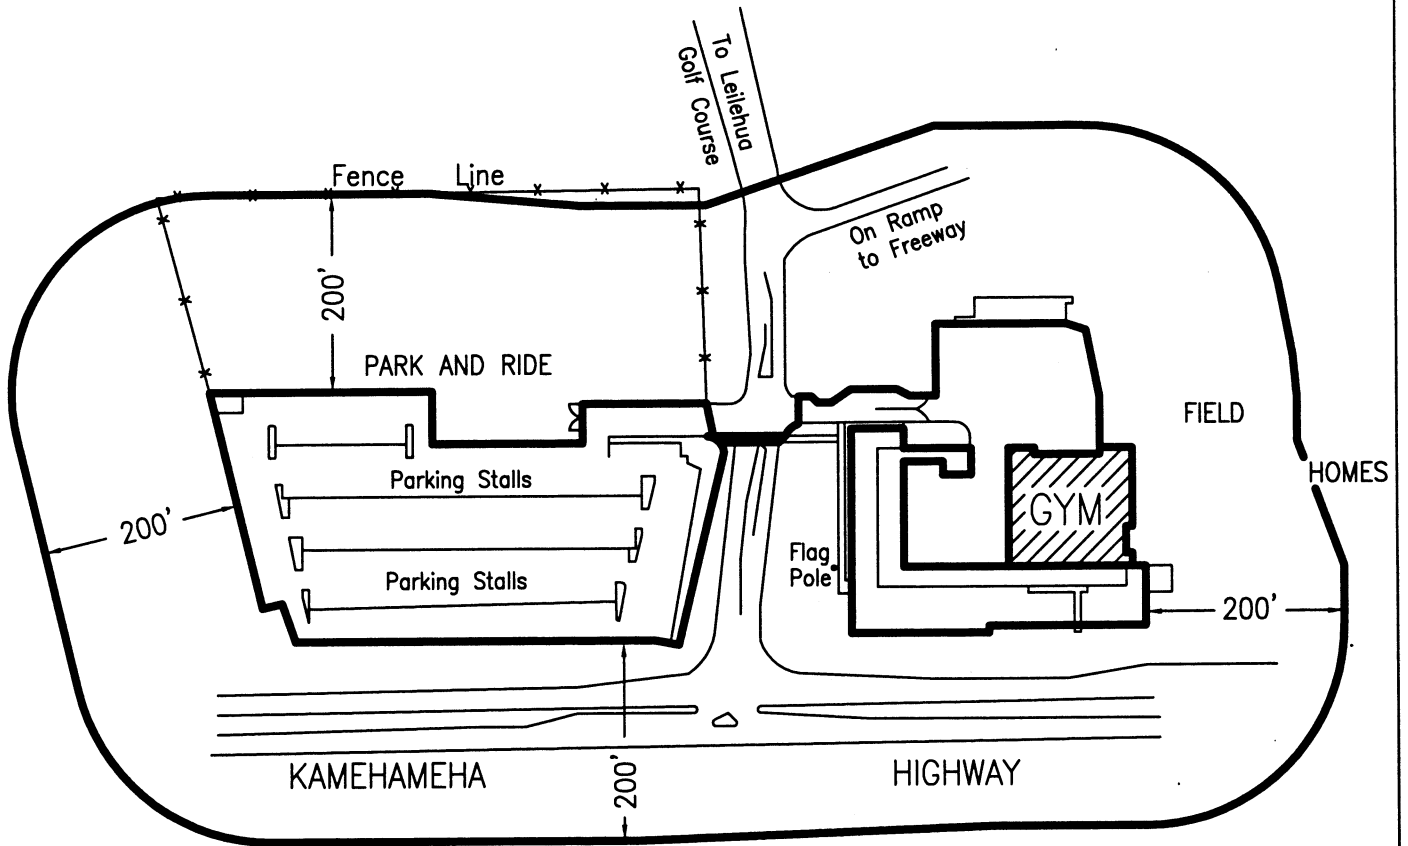 To Leilehua
Golf Course
Fence Line
On Ramp
to Freeway
200'
PARK AND RIDE
FIELD
HOMES
Parking Stalls
GYM
200'
Flag
Pole
Parking Stalls
200'
200'
KAMEHAMEHA HIGHWAY